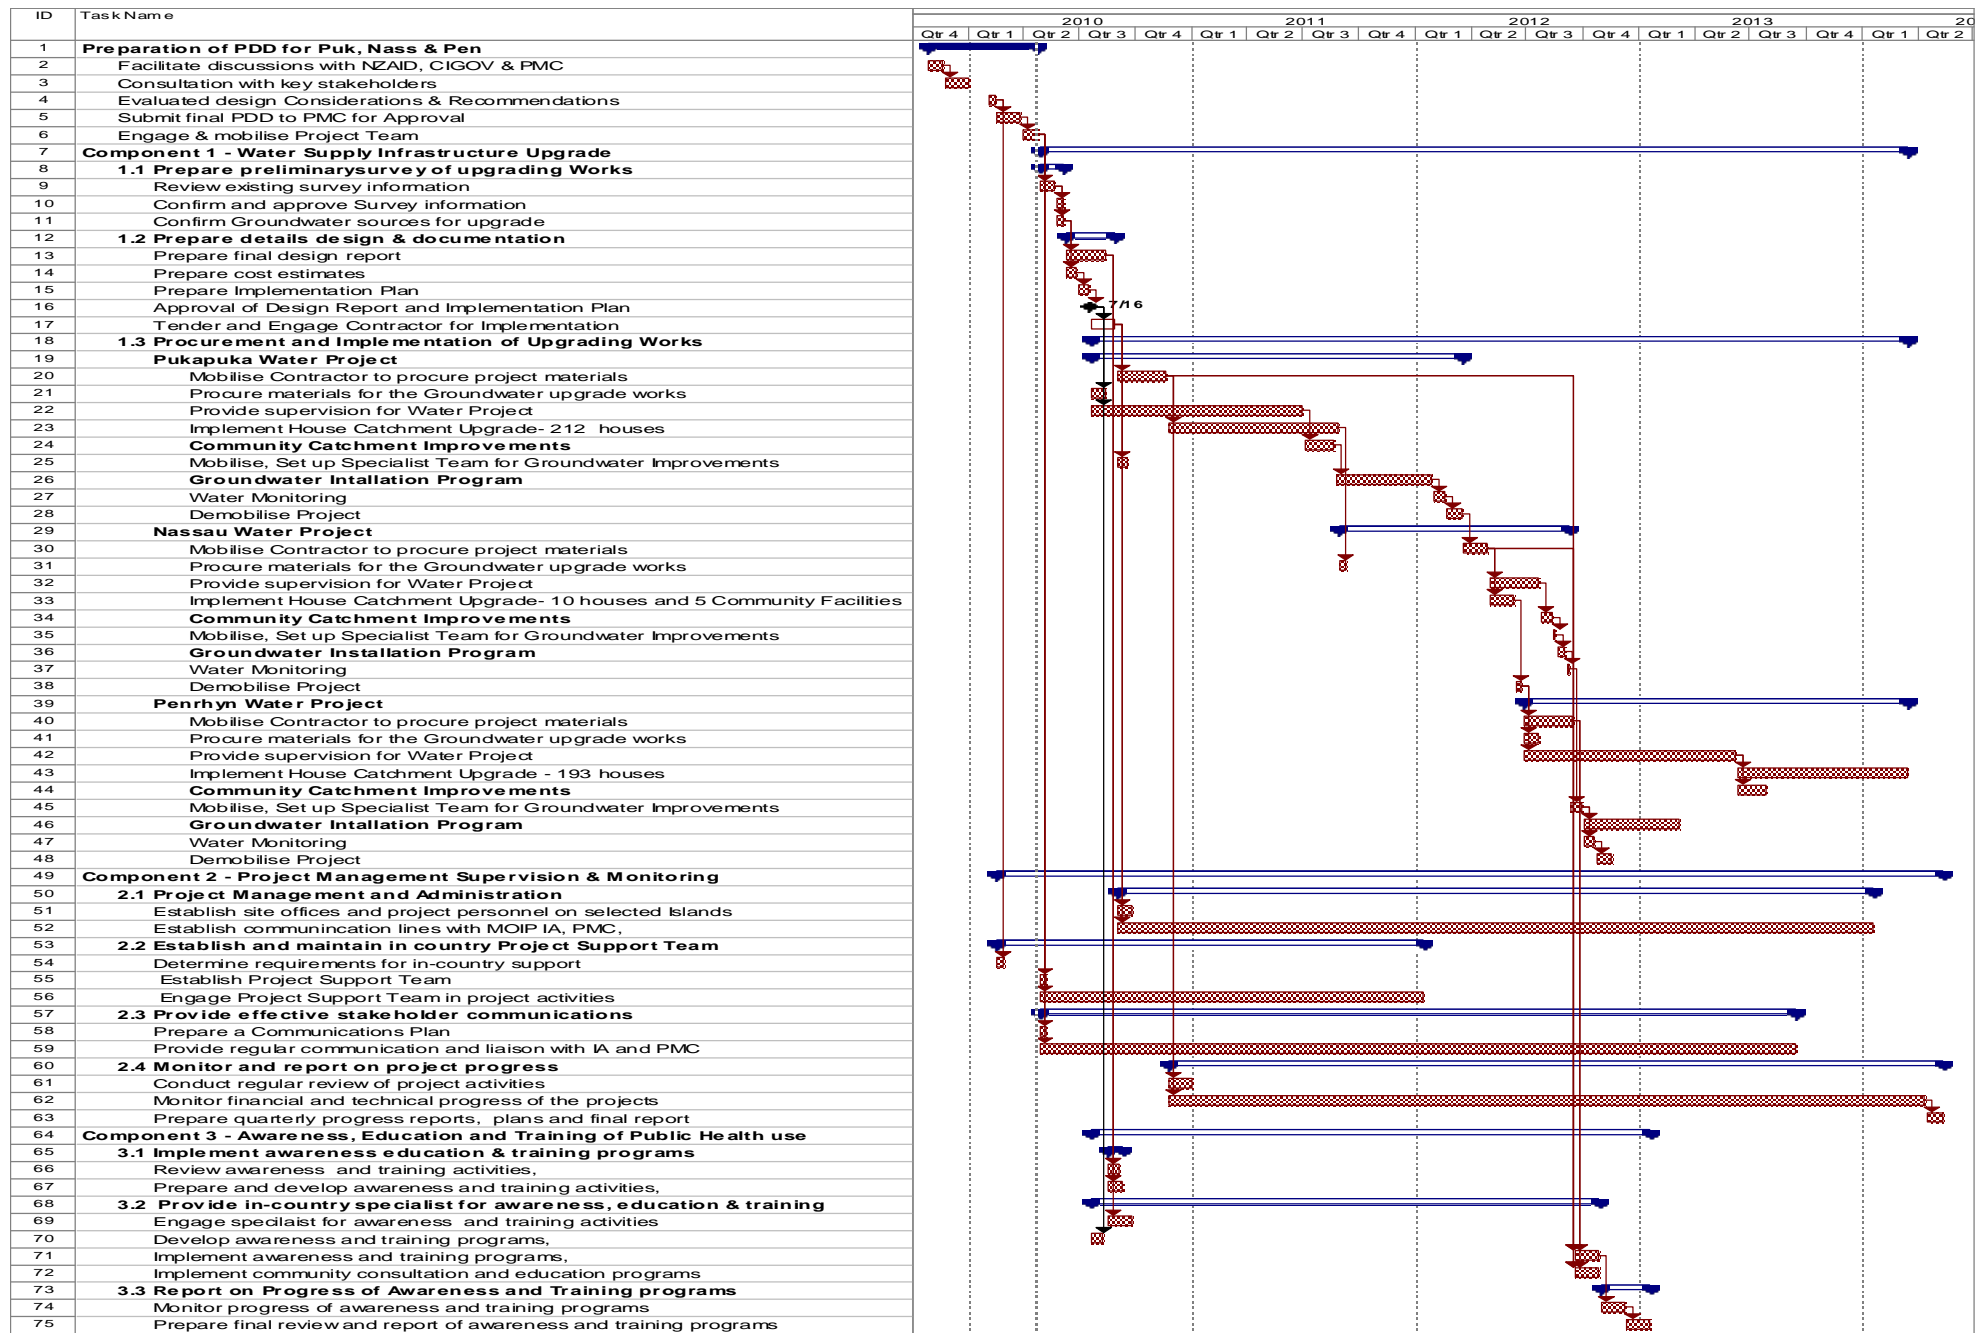 ID Task Name 2010 2011 2012 2013 20
Qtr 4 Qtr 1 Qtr 2 Qtr 3 Qtr 4 Qtr 1 Qtr 2 Qtr 3 Qtr 4 Qtr 1 Qtr 2 Qtr 3 Qtr 4 Qtr 1 Qtr 2 Qtr 3 Qtr 4 Qtr 1 Qtr 2
1 Preparation of PDD for Puk, Nass & Pen
2 Facilitate discussions with NZAID, CIGOV & PMC
3 Consultation with key stakeholders
4 Evaluated design Considerations & Recommendations
5 Submit final PDD to PMC for Approval
6 Engage & mobilise Project Team
7 Component 1 - Water Supply Infrastructure Upgrade
8 1.1 Prepare preliminarysurvey of upgrading Works
9 Review existing survey information
10 Confirm and approve Survey information
11 Confirm Groundwater sources for upgrade
12 1.2 Prepare details design & documentation
13 Prepare final design report
14 Prepare cost estimates
15 Prepare Implementation Plan
16 Approval of Design Report and Implementation Plan 7/16
17 Tender and Engage Contractor for Implementation
18 1.3 Procurement and Implementation of Upgrading Works
19 Pukapuka Water Project
20 Mobilise Contractor to procure project materials
21 Procure materials for the Groundwater upgrade works
22 Provide supervision for Water Project
23 Implement House Catchment Upgrade- 212 houses
24 Community Catchment Improvements
25 Mobilise, Set up Specialist Team for Groundwater Improvements
26 Groundwater Intallation Program
27 Water Monitoring
28 Demobilise Project
29 Nassau Water Project
30 Mobilise Contractor to procure project materials
31 Procure materials for the Groundwater upgrade works
32 Provide supervision for Water Project
33 Implement House Catchment Upgrade- 10 houses and 5 Community Facilities
34 Community Catchment Improvements
35 Mobilise, Set up Specialist Team for Groundwater Improvements
36 Groundwater Installation Program
37 Water Monitoring
38 Demobilise Project
39 Penrhyn Water Project
40 Mobilise Contractor to procure project materials
41 Procure materials for the Groundwater upgrade works
42 Provide supervision for Water Project
43 Implement House Catchment Upgrade - 193 houses
44 Community Catchment Improvements
45 Mobilise, Set up Specialist Team for Groundwater Improvements
46 Groundwater Intallation Program
47 Water Monitoring
48 Demobilise Project
49 Component 2 - Project Management Supervision & Monitoring
50 2.1 Project Management and Administration
51 Establish site offices and project personnel on selected Islands
52 Establish communinction lines with MOIP IA, PMC,
53 2.2 Establish and maintain in country Project Support Team
54 Determine requirements for in-country support
55 Establish Project Support Team
56 Engage Project Support Team in project activities
57 2.3 Provide effective stakeholder communications
58 Prepare a Communications Plan
59 Provide regular communication and liaison with IA and PMC
60 2.4 Monitor and report on project progress
61 Conduct regular review of project activities
62 Monitor financial and technical progress of the projects
63 Prepare quarterly progress reports, plans and final report
64 Component 3 - Awareness, Education and Training of Public Health use
65 3.1 Implement awareness education & training programs
66 Review awareness and training activities,
67 Prepare and develop awareness and training activities,
68 3.2 Provide in-country specialist for awareness, education & training
69 Engage specilaist for awareness and training activities
70 Develop awareness and training programs,
71 Implement awareness and training programs,
72 Implement community consultation and education programs
73 3.3 Report on Progress of Awareness and Training programs
74 Monitor progress of awareness and training programs
75 Prepare final review and report of awareness and training programs